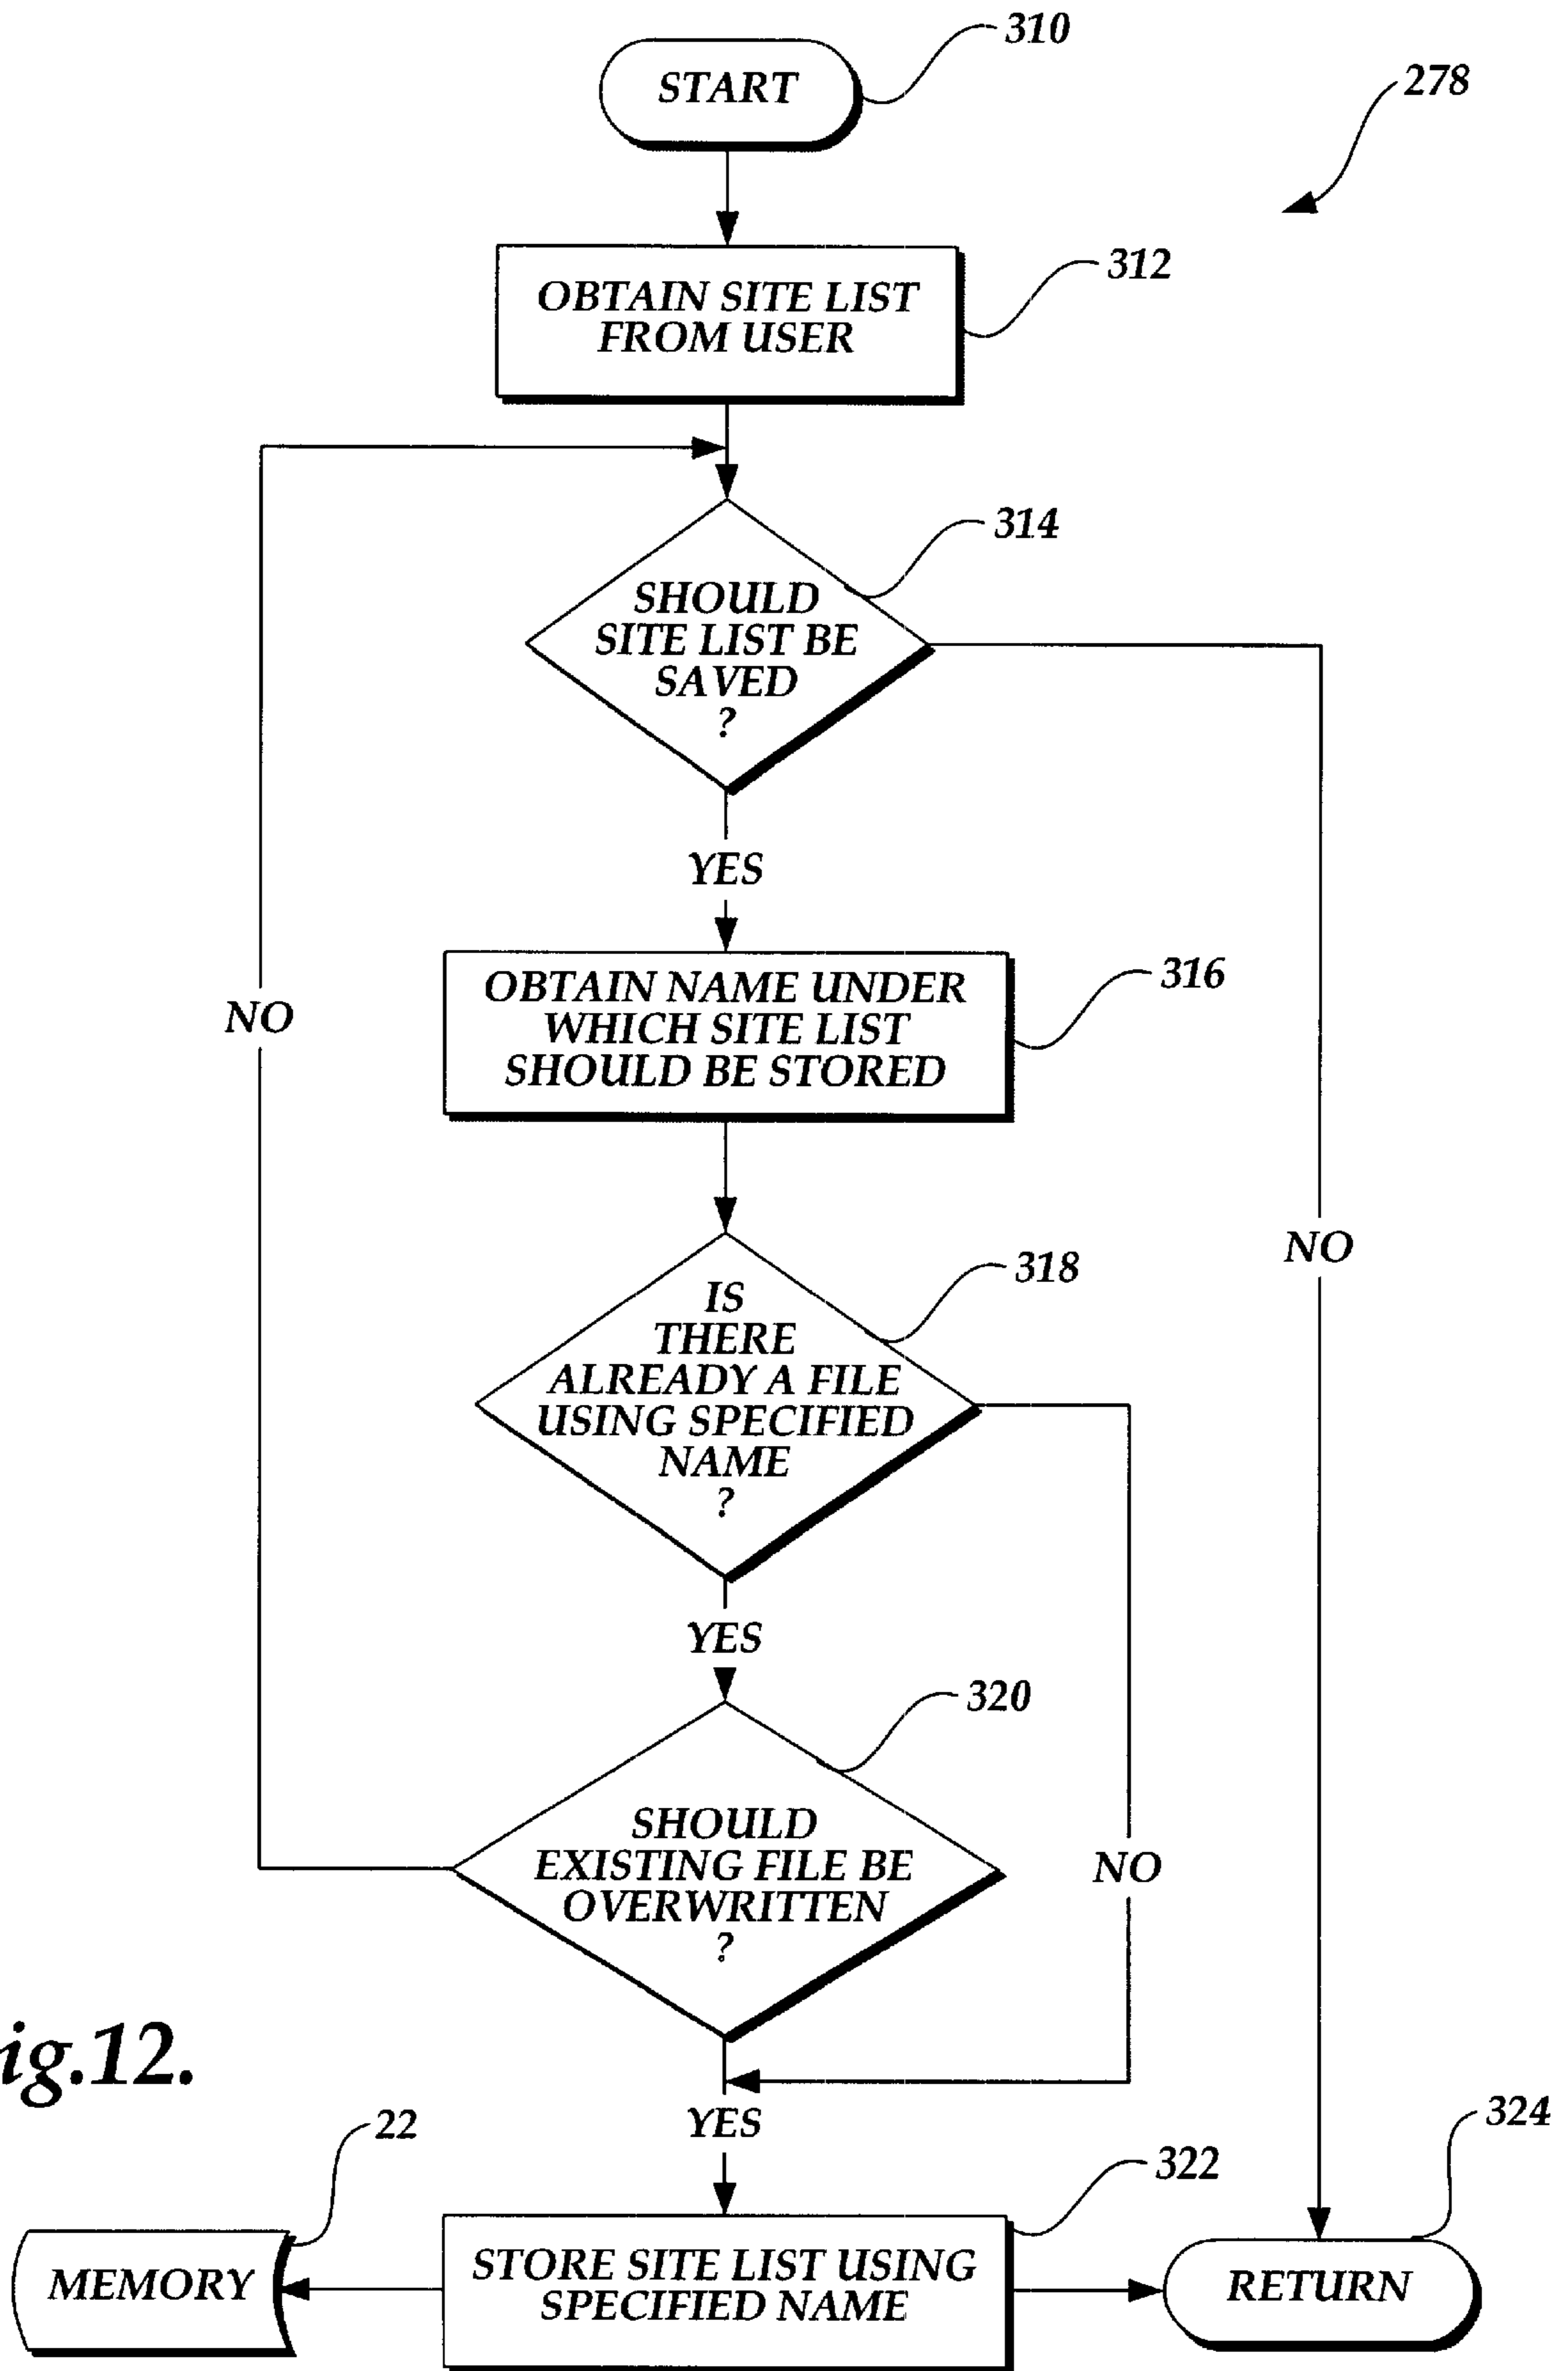 310
START
278
312
OBTAIN SITE LIST
FROM USER
314
SHOULD
SITE LIST BE
SAVED
?
YES
316
OBTAIN NAME UNDER
WHICH SITE LIST
SHOULD BE STORED
NO
NO
318
IS
THERE
ALREADY A FILE
USING SPECIFIED
NAME
?
YES
320
SHOULD
EXISTING FILE BE
OVERWRITTEN
?
NO
ig.12.
YES
22
322
324
MEMORY
STORE SITE LIST USING
SPECIFIED NAME
RETURN